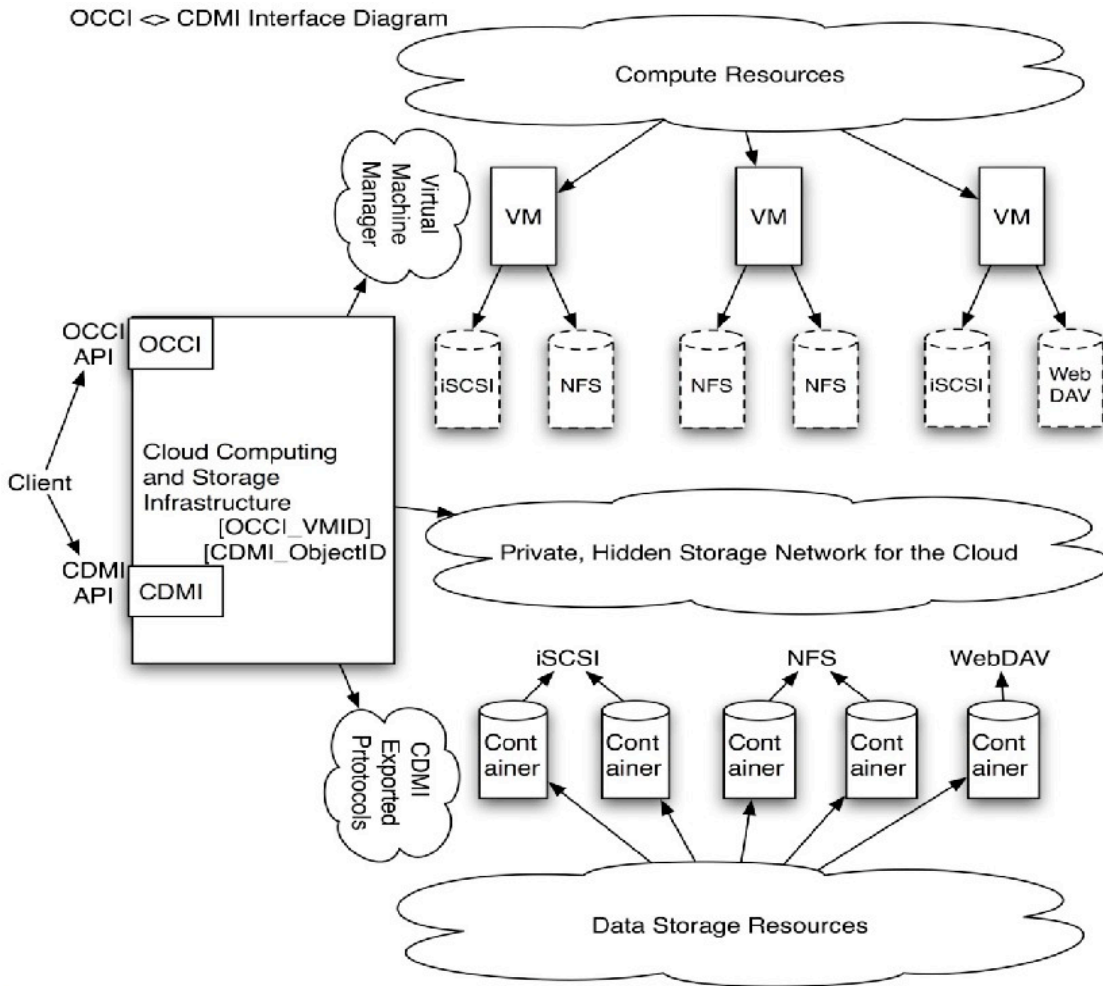 OCCI <> CDMI Interface Diagram
Compute Resources
Virtual
Machine
Manager
VM
VM
VM
iSCSI
NFS
NFS
NFS
iSCSI
Web
DAV
OCCI
API
OCCI
Client
Cloud Computing
and Storage
Infrastructure
[OCCI_VMID]
[CDMI_ObjectID
CDMI
API
CDMI
Private, Hidden Storage Network for the Cloud
CDMI
Exported
Prtotocols
iSCSI
NFS
WebDAV
Cont
ainer
Cont
ainer
Cont
ainer
Cont
ainer
Cont
ainer
Data Storage Resources